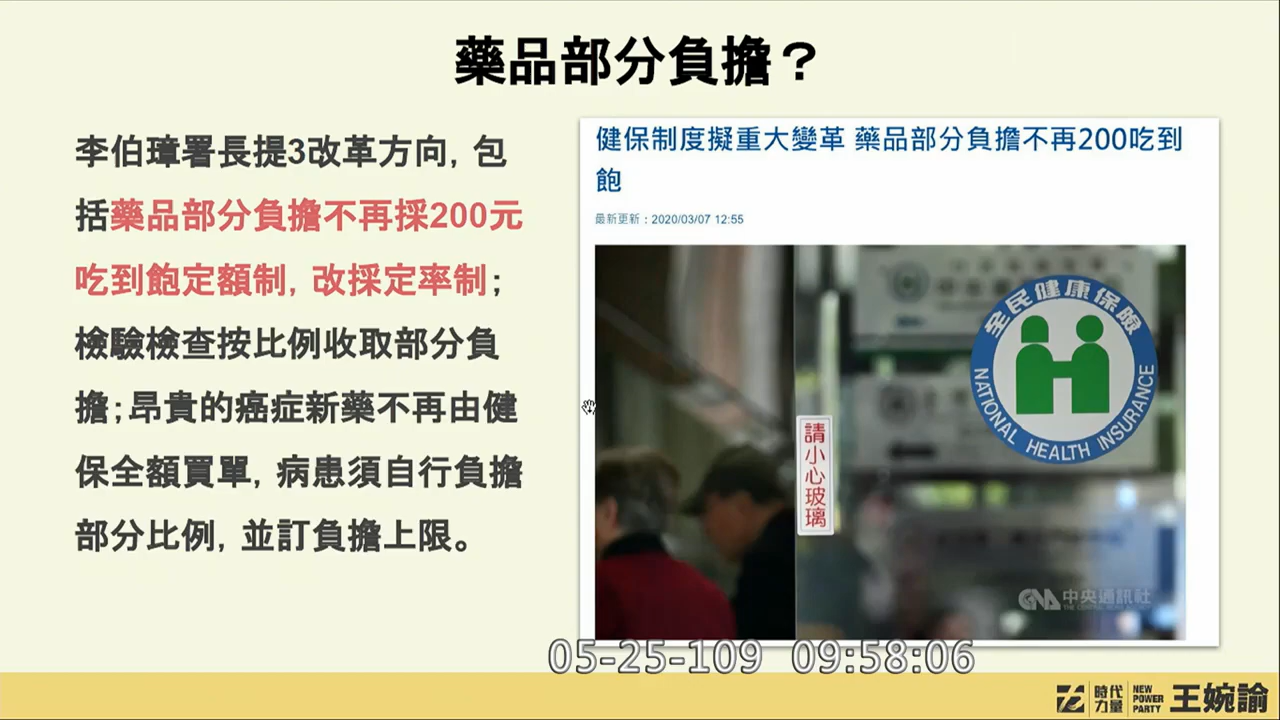 藥品部分負擔？
李伯璋署長提3改革方向，包
括藥品部分負擔不再採200元
吃到飽定額制，改採定率制；
檢驗檢查按比例收取部分負
擔；昂貴的癌症新藥不再由健
保全額買單，病患須自行負擔
部分比例，並訂負擔上限。
健保制度擬重大變革 藥品部分負擔不再200吃到
飽
最新更新：2020/03/07 12:55
全民健康保險
NATIONAL HEALTH INSURANCE
請小心玻璃
CNA 中央通訊社
THE CENTRAL NEWS AGENCY
05-25-109 09:58:06
時代
力量
NEW
POWER
PARTY
王婉諭